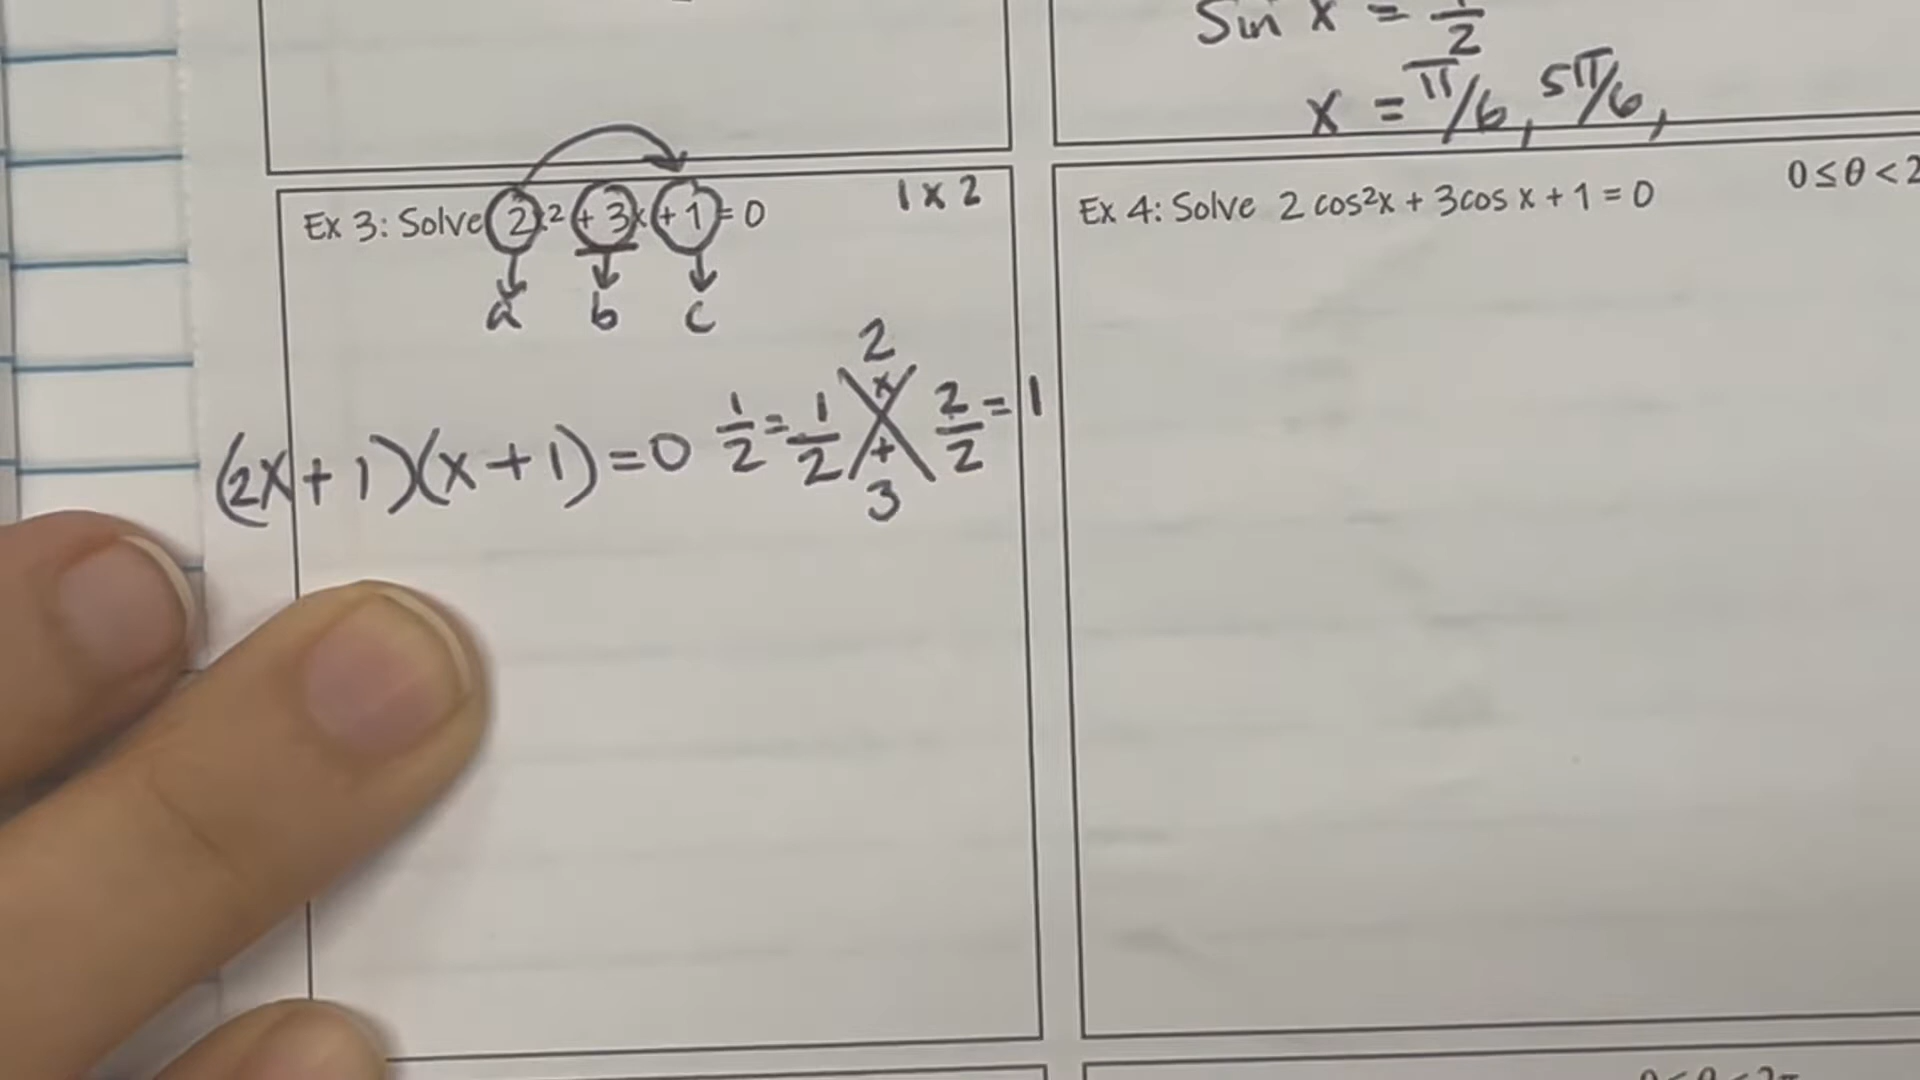 Sin x = 1/2
x = π/6, 5π/6,
Ex 3: Solve 2x² + 3x + 1 = 0
1 x 2
a b c
2
x
(2x + 1)(x + 1) = 0 1/2 = 1/2 2/2 = 1
+
3
Ex 4: Solve 2 cos²x + 3cos x + 1 = 0
0 ≤ θ < 2